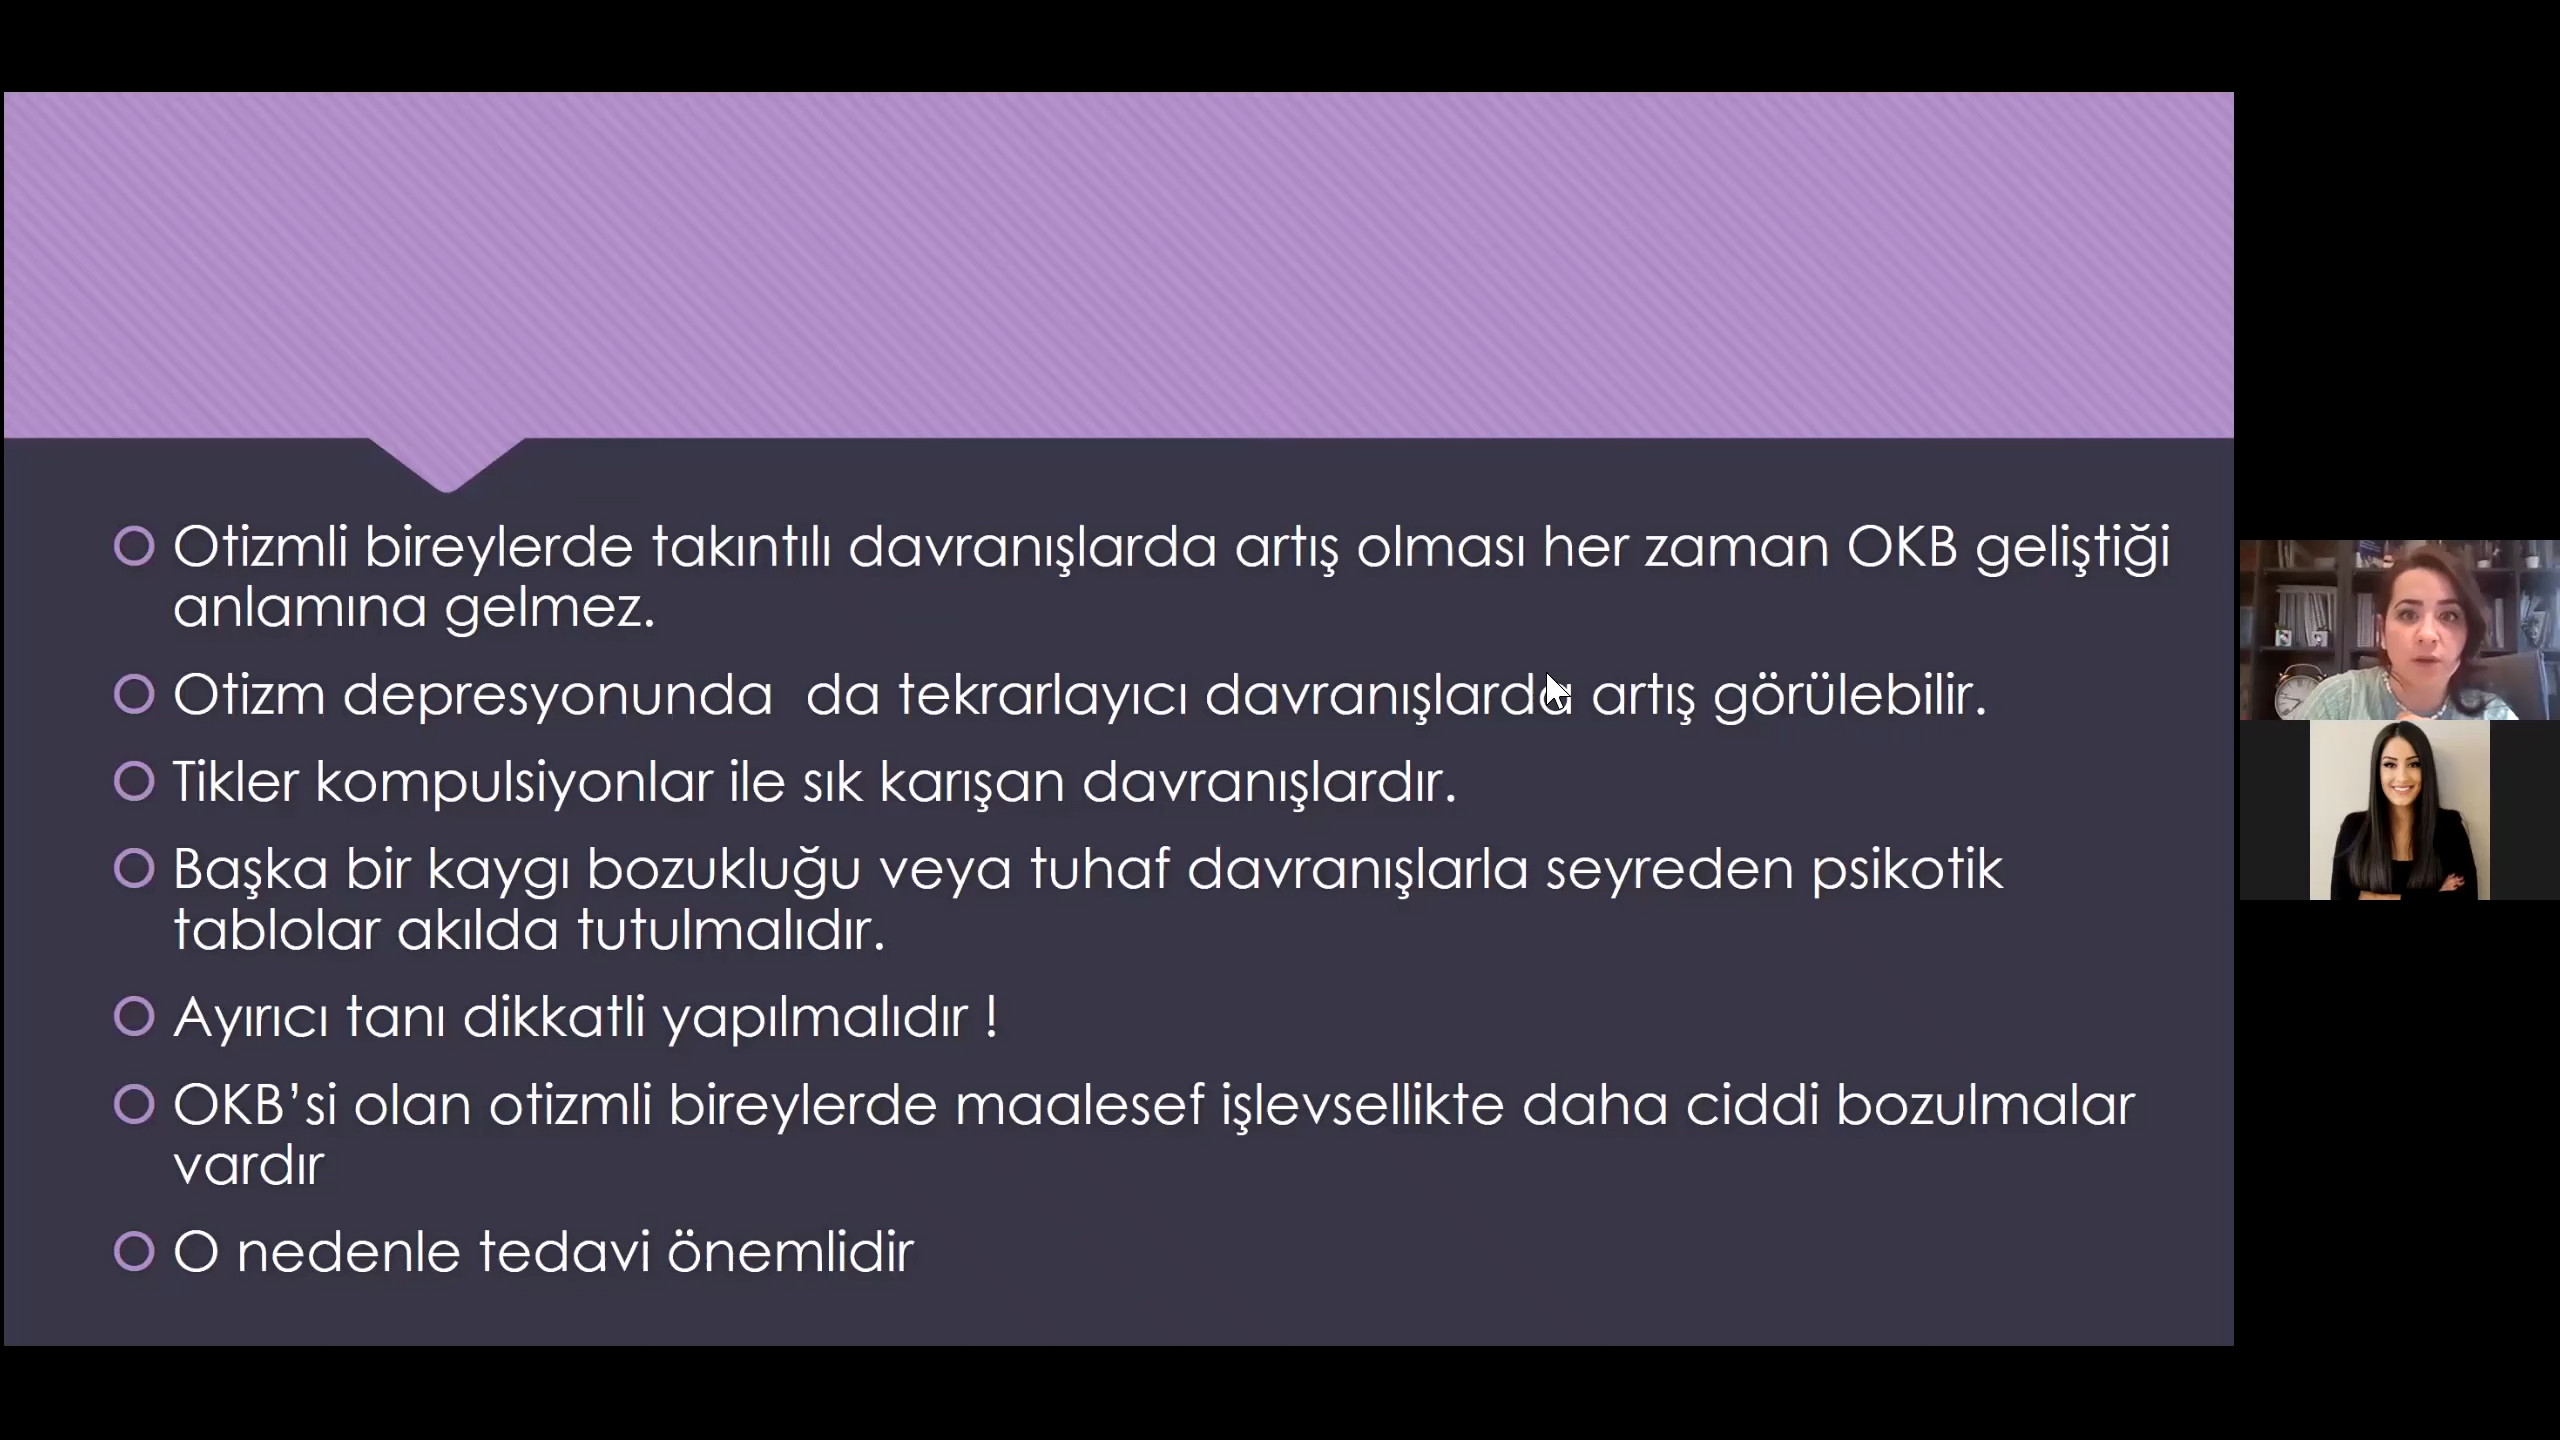 Otizmli bireylerde takıntılı davranışlarda artış olması her zaman OKB geliştiği
anlamına gelmez.
Otizm depresyonunda  da tekrarlayıcı davranışlarda artış görülebilir.
Tikler kompulsiyonlar ile sık karışan davranışlardır.
Başka bir kaygı bozukluğu veya tuhaf davranışlarla seyreden psikotik
tablolar akılda tutulmalıdır.
Ayırıcı tanı dikkatli yapılmalıdır !
OKB’si olan otizmli bireylerde maalesef işlevsellikte daha ciddi bozulmalar
vardır
O nedenle tedavi önemlidir